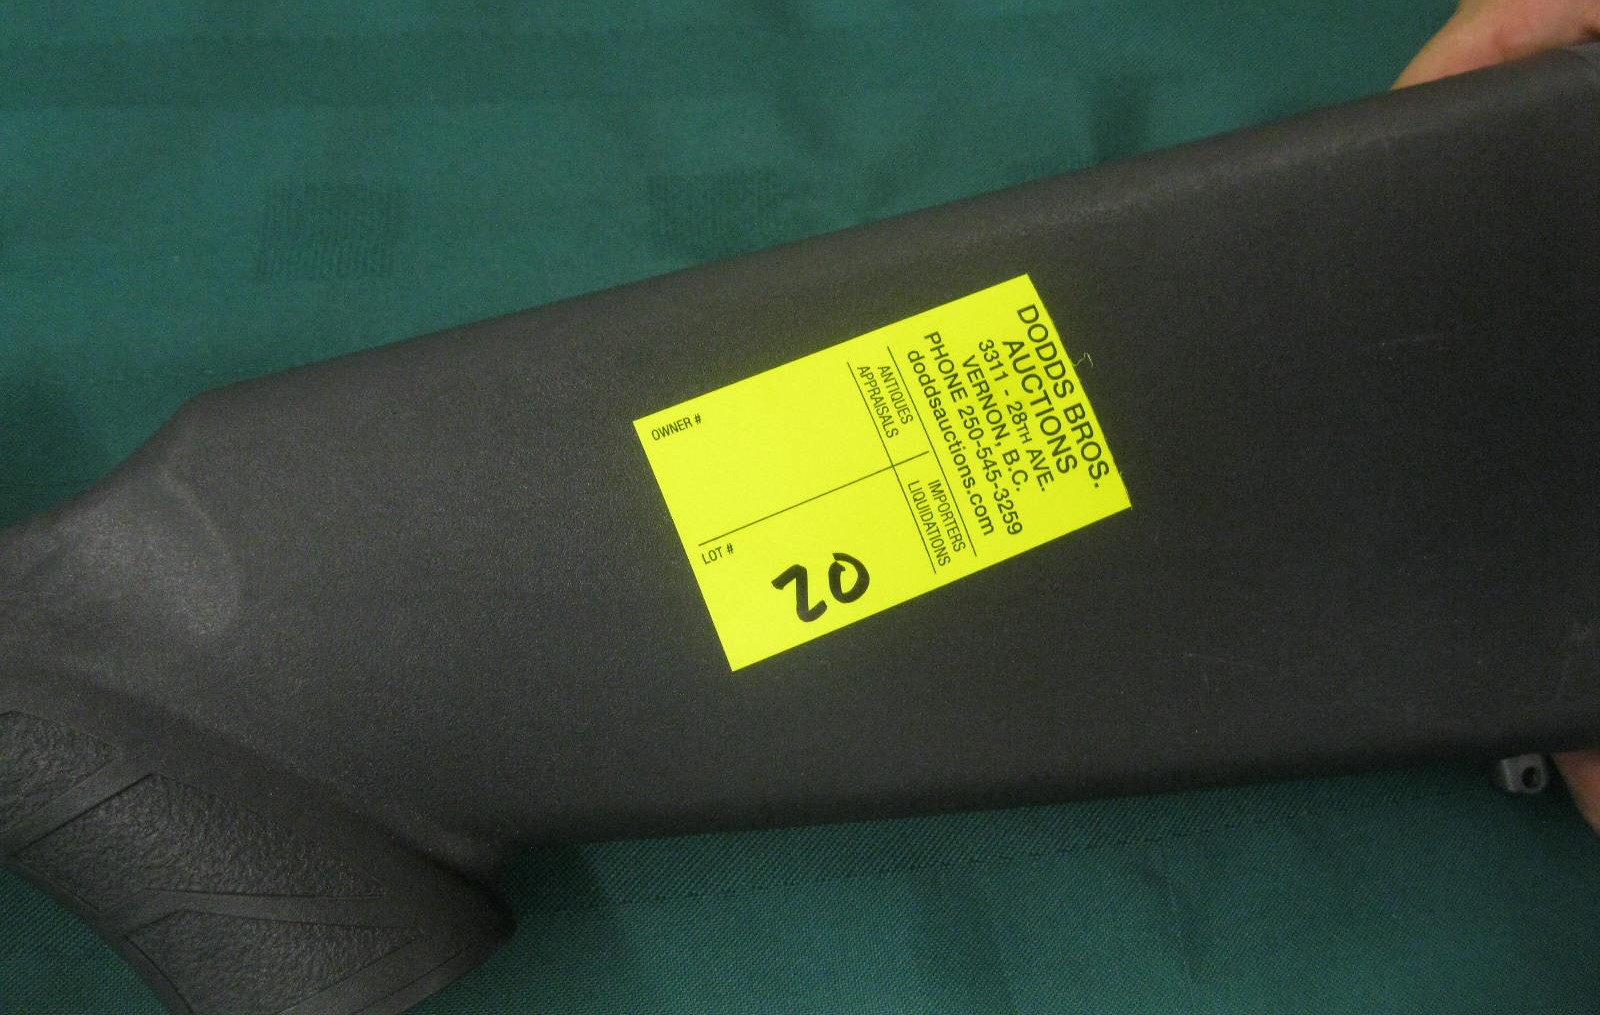 DODDS BROS.
AUCTIONS
3311 - 28TH AVE.
VERNON, B.C.
PHONE 250-545-3259
doddsauctions.com
ANTIQUES IMPORTERS
APPRAISALS LIQUIDATIONS
OWNER #
LOT #
20